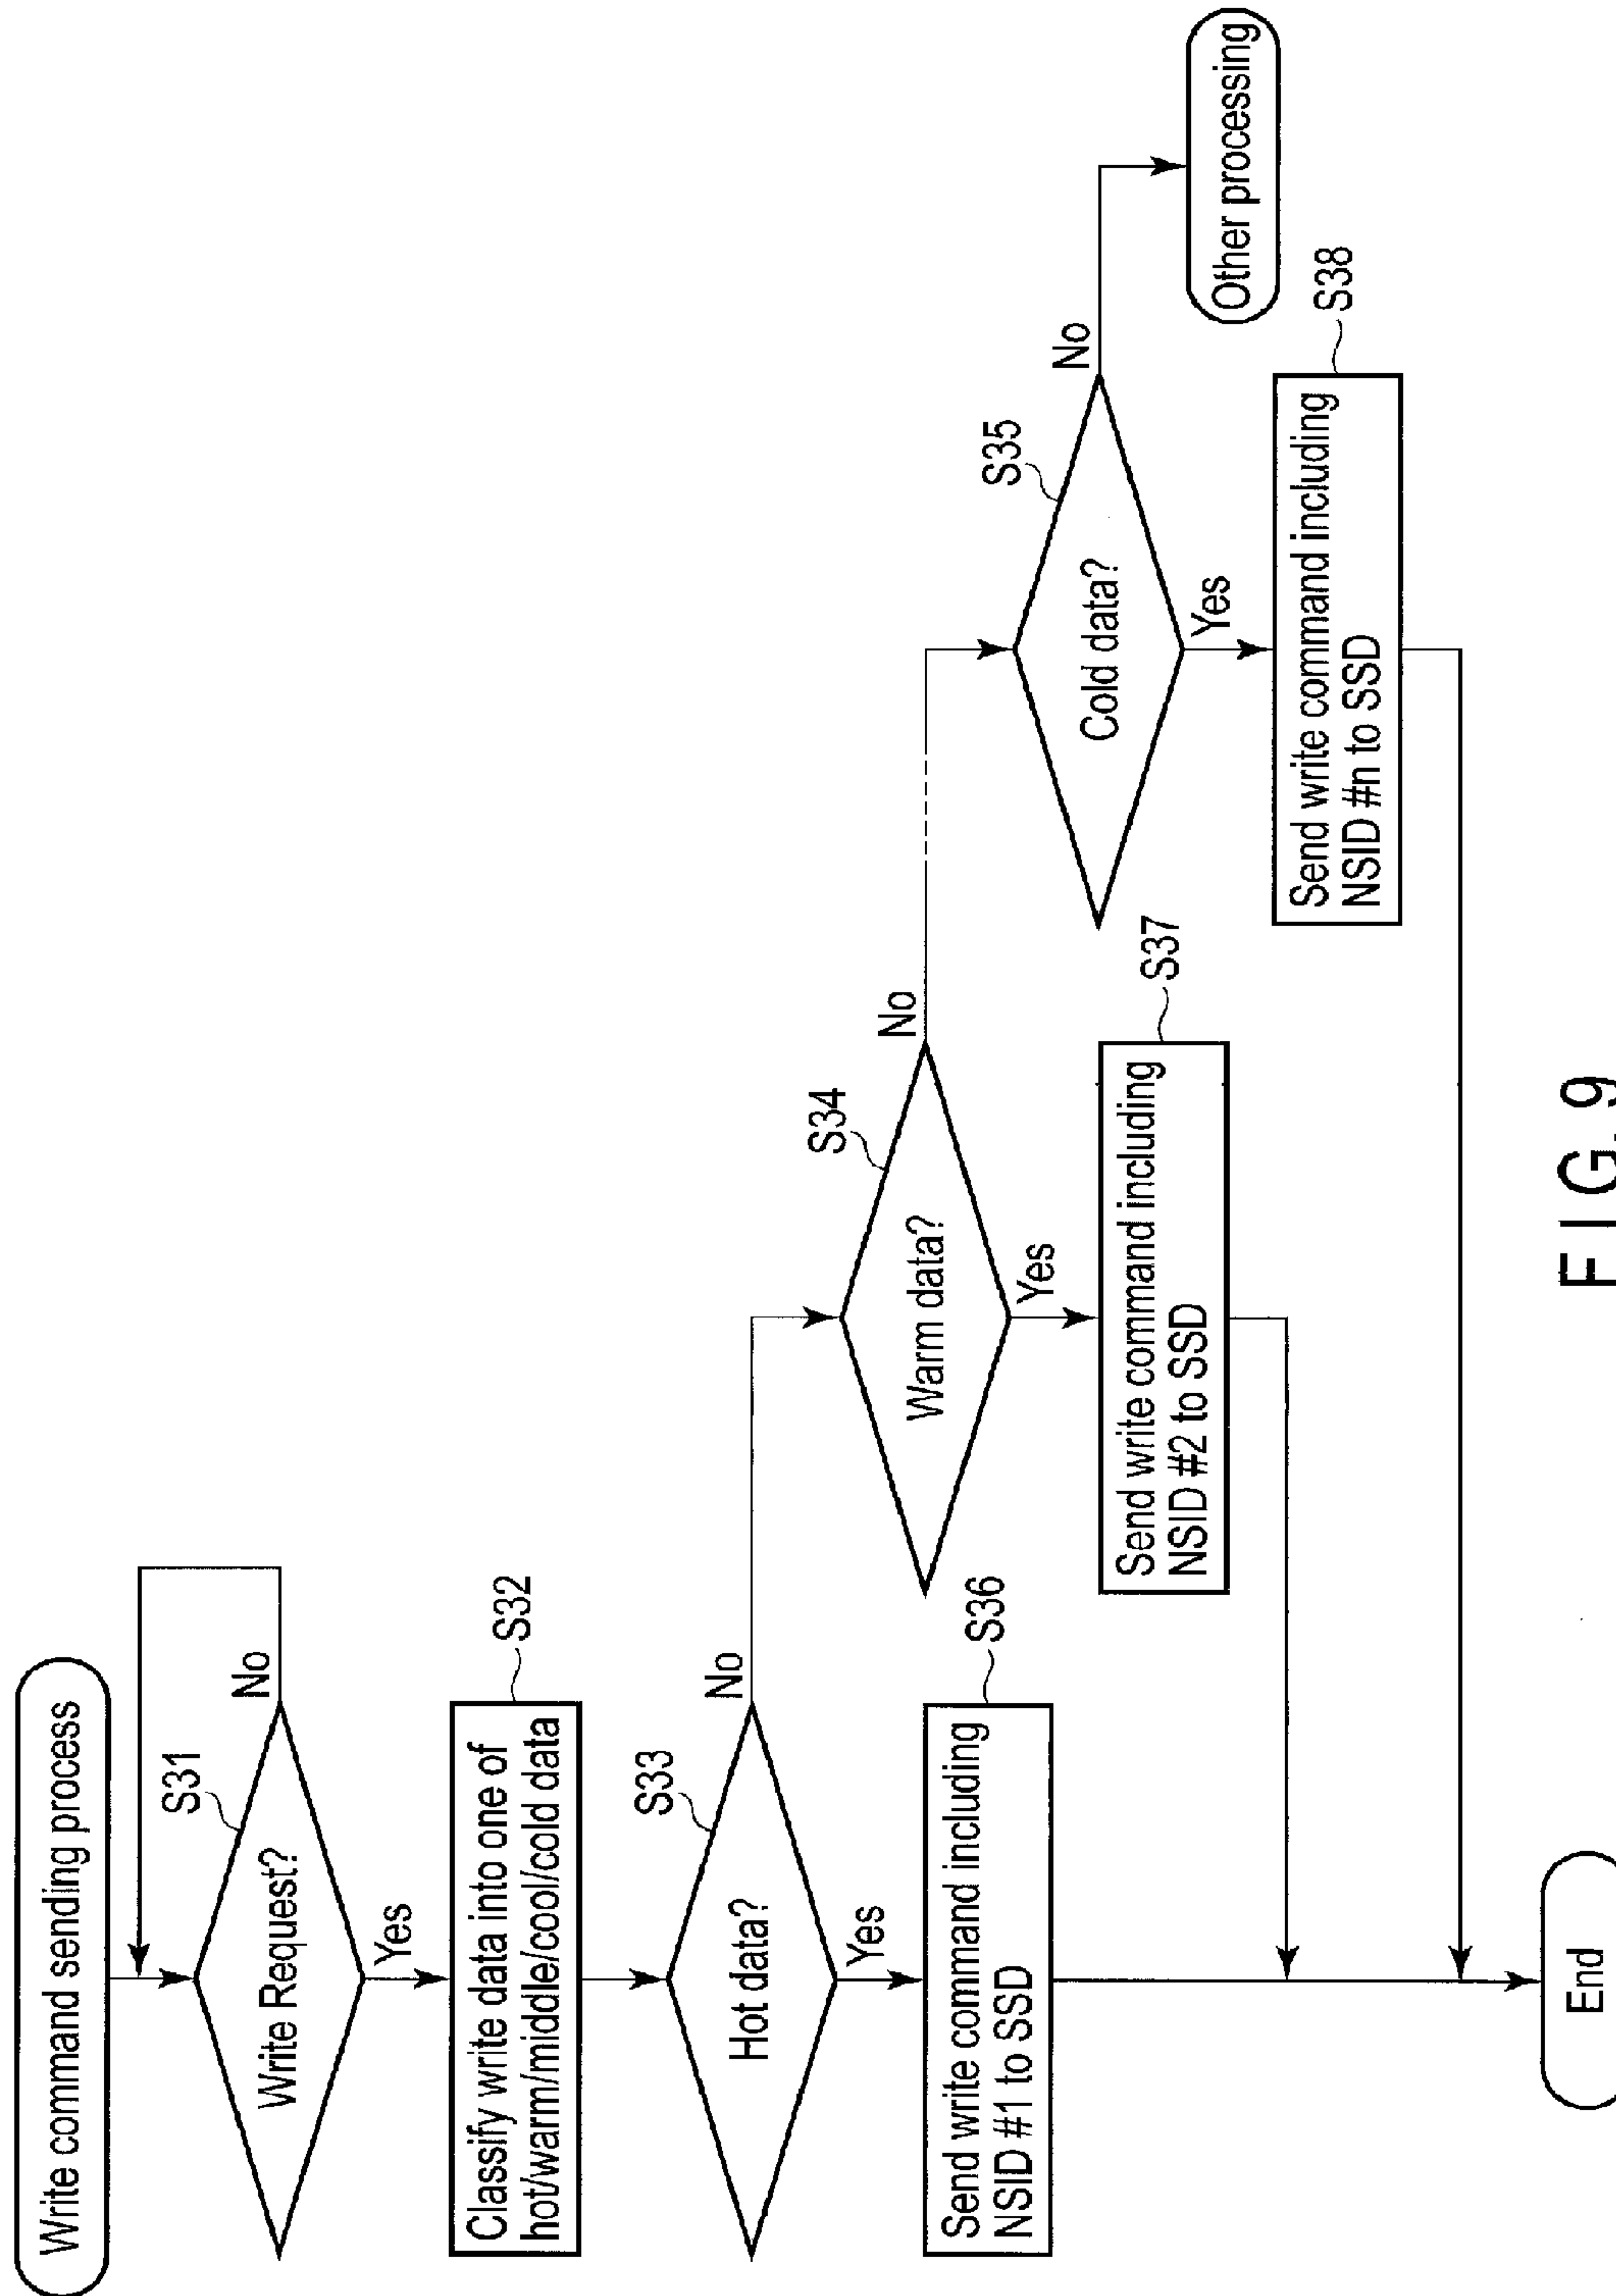 Write command sending process
S31
Write Request?
No
Yes
S32
Classify write data into one of
hot/warm/middle/cool/cold data
S33
Hot data?
No
Yes
S36
Send write command including
NSID #1 to SSD
S34
Warm data?
No
Yes
S37
Send write command including
NSID #2 to SSD
S35
Cold data?
No
Yes
Other processing
S38
Send write command including
NSID #n to SSD
End
FIG. 9